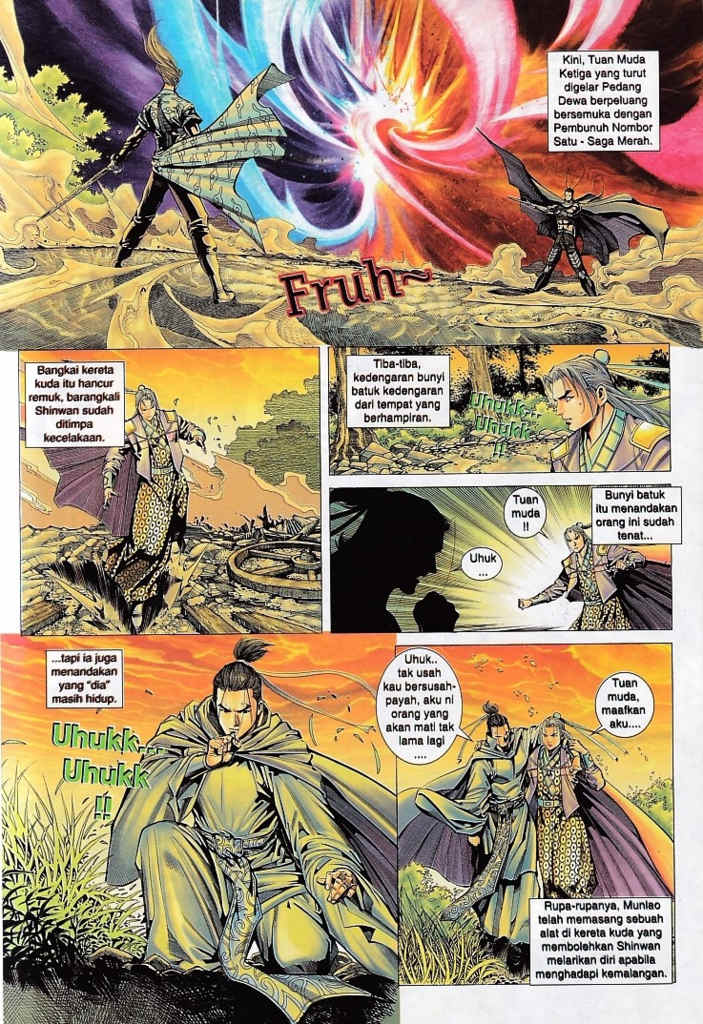 Kini, Tuan Muda
Ketiga yang turut
digelar Pedang
Dewa berpeluang
bersemuka dengan
Pembunuh Nombor
Satu - Saga Merah.
Fruh~
Bangkai kereta
kuda itu hancur
remuk, barangkali
Shinwan sudah
ditimpa
kecelakaan.
Tiba-tiba,
kedengaran bunyi
batuk kedengaran
dari tempat yang
berhampiran.
Uhukk...
Uhukk
!!
Tuan
muda
!!
Uhuk
...
Bunyi batuk
itu menandakan
orang ini sudah
tenat...
...tapi ia juga
menandakan
yang "dia"
masih hidup.
Uhukk...
Uhukk
!!
Uhuk..
tak usah
kau bersusah-
payah, aku ni
orang yang
akan mati tak
lama lagi
....
Tuan
muda,
maafkan
aku....
Rupa-rupanya, Munlao
telah memasang sebuah
alat di kereta kuda yang
membolehkan Shinwan
melarikan diri apabila
menghadapi kemalangan.